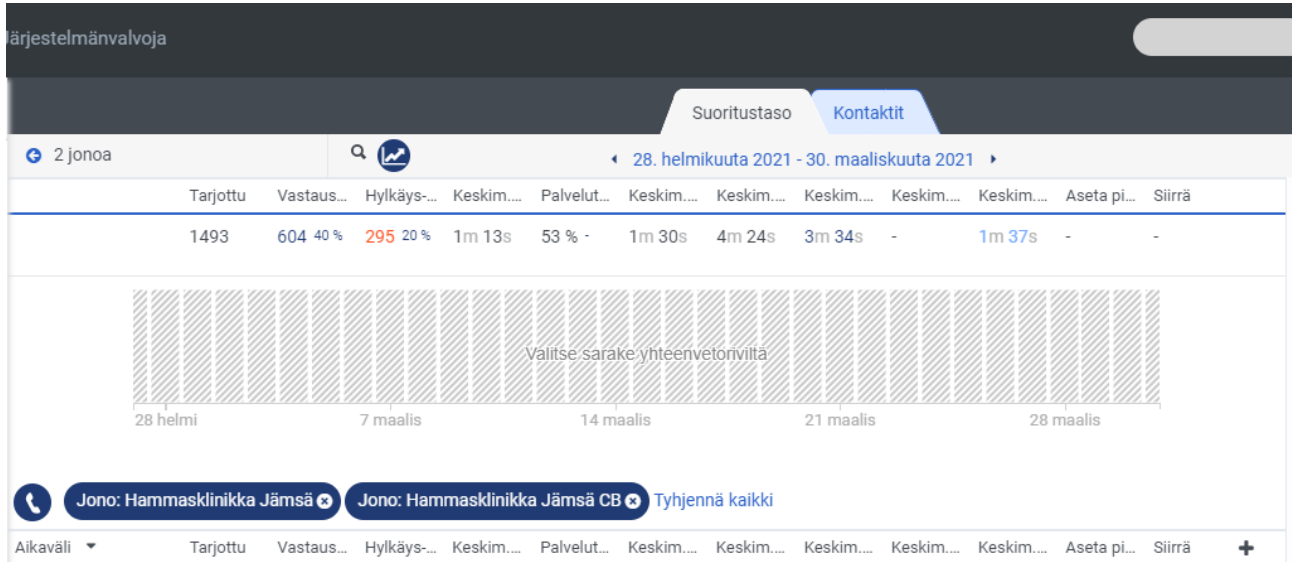 Järjestelmänvalvoja
Suoritustaso Kontaktit
2 jonoa 28. helmikuuta 2021 - 30. maaliskuuta 2021
Tarjottu Vastaus... Hylkäys-... Keskim.... Palvelut... Keskim.... Keskim.... Keskim.... Keskim.... Keskim.... Aseta pi... Siirrä
1493 604 40 % 295 20 % 1m 13s 53 % - 1m 30s 4m 24s 3m 34s - 1m 37s - -
Valitse sarake yhteenvetoriviltä
28 helmi 7 maalis 14 maalis 21 maalis 28 maalis
Jono: Hammasklinikka Jämsä Jono: Hammasklinikka Jämsä CB Tyhjennä kaikki
Aikaväli Tarjottu Vastaus... Hylkäys-... Keskim.... Palvelut... Keskim.... Keskim.... Keskim.... Keskim.... Keskim.... Aseta pi... Siirrä +